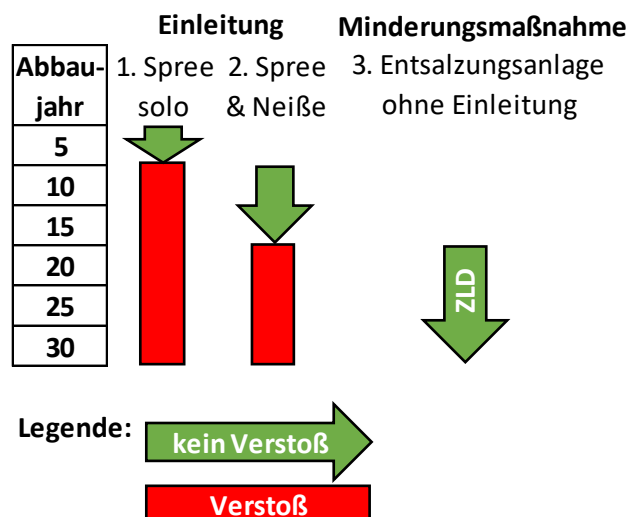 Einleitung Minderungsmaßnahme
Abbau- 1. Spree 2. Spree 3. Entsalzungsanlage
jahr solo & Neiße ohne Einleitung
5
10
15
20
25
30
ZLD
Legende: kein Verstoß
Verstoß